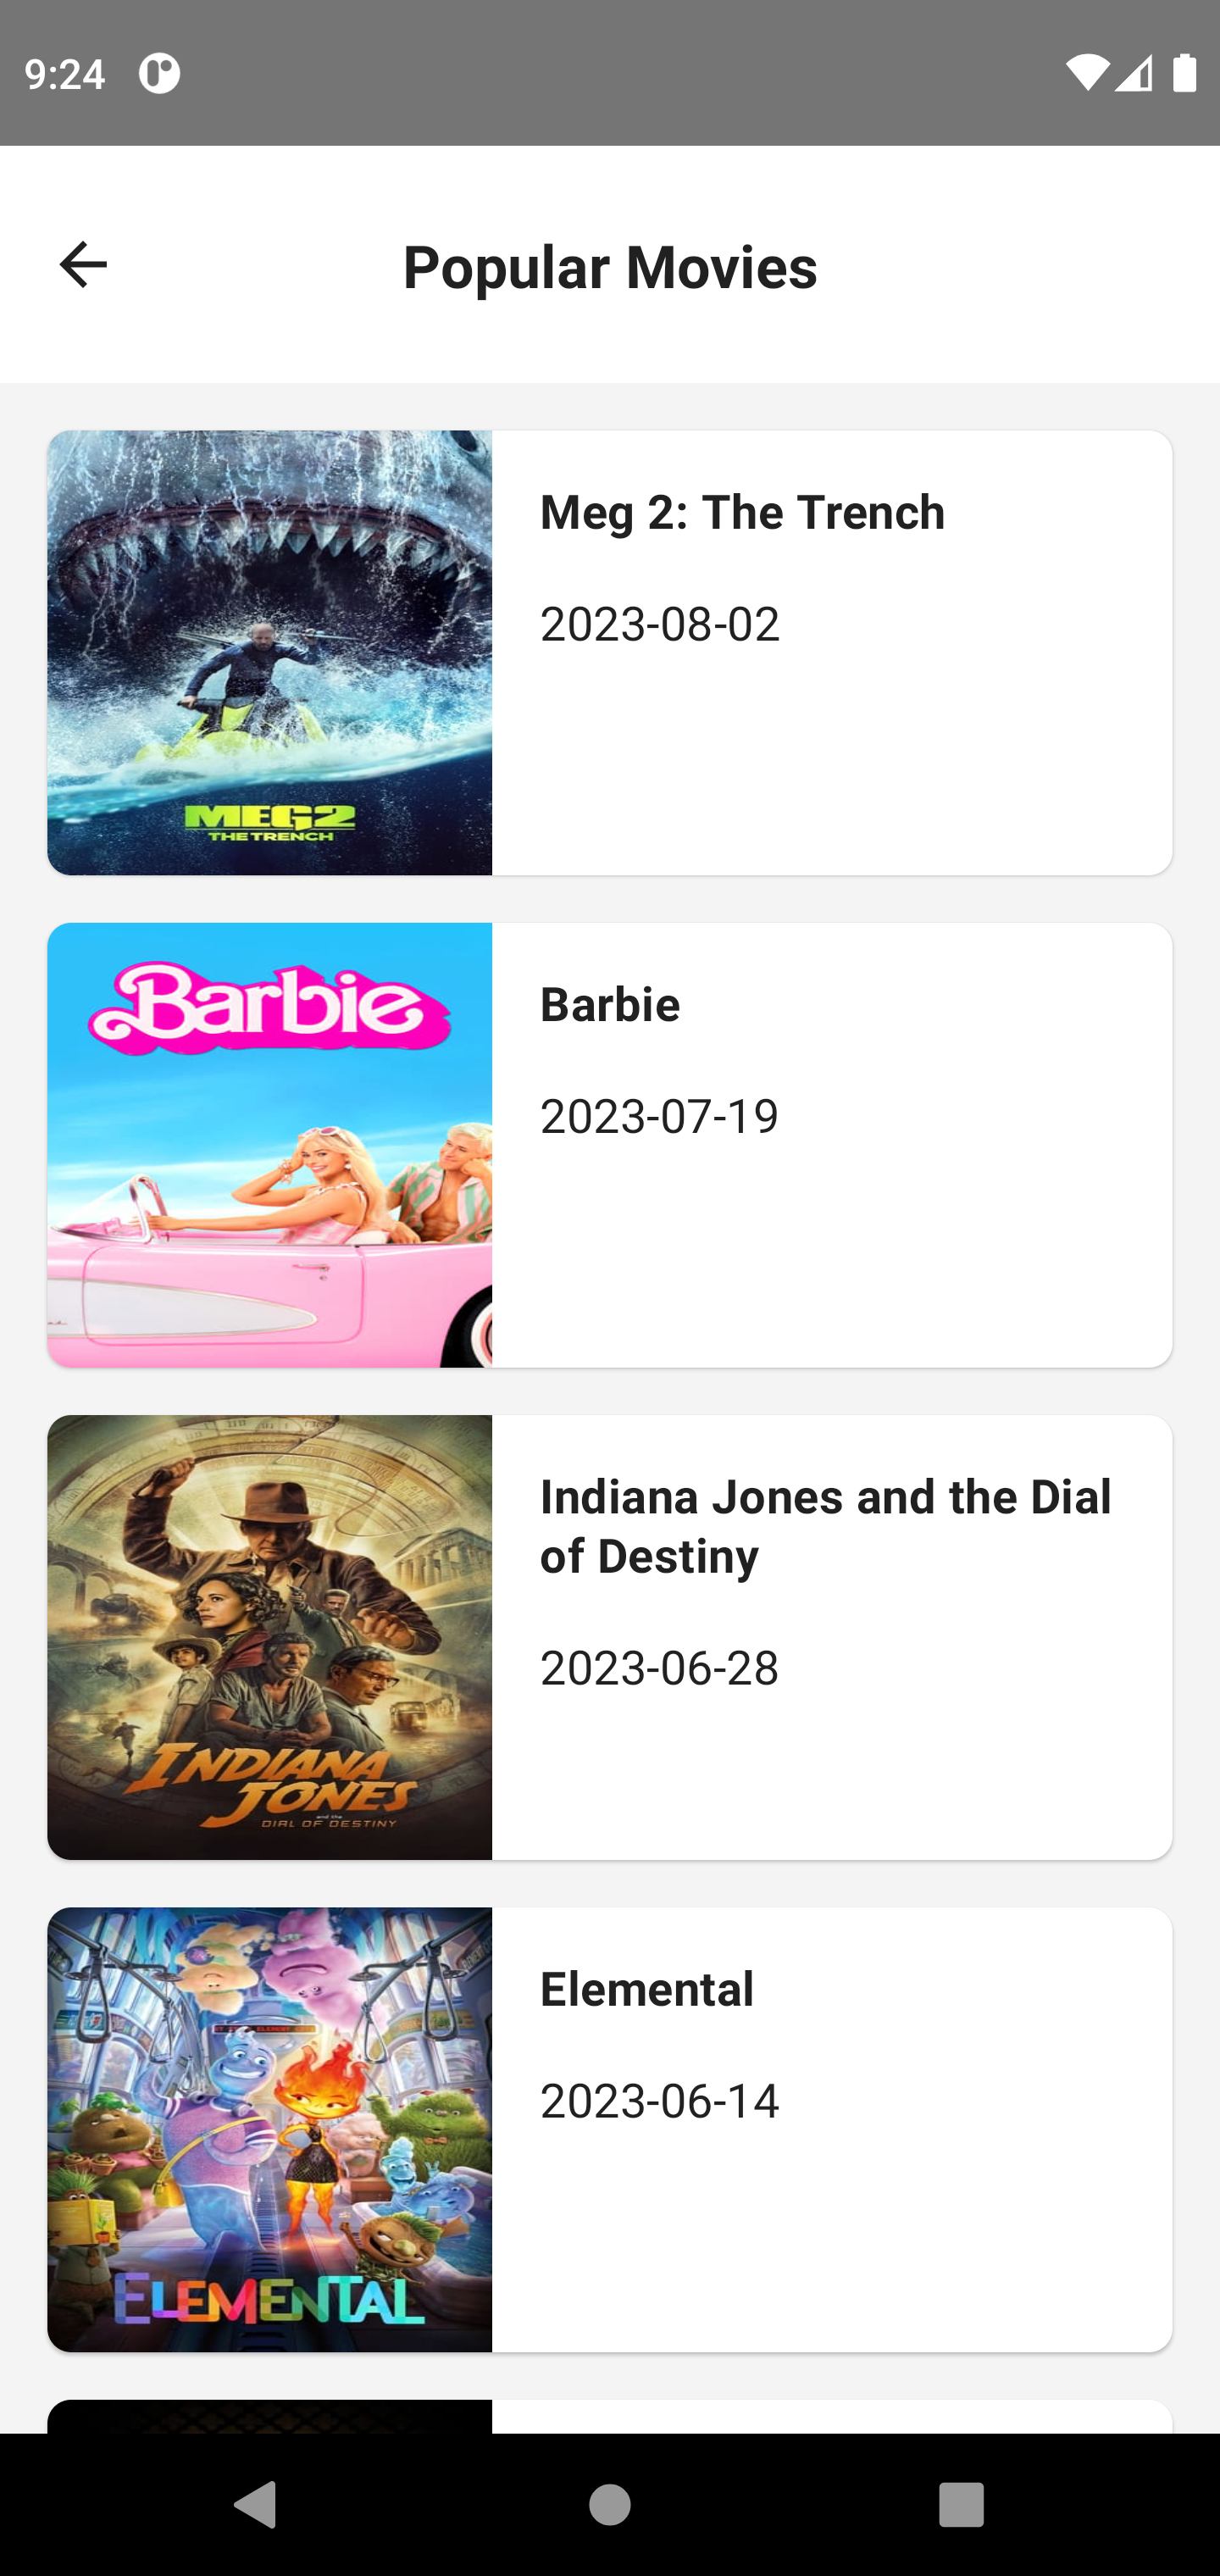 9:24
Popular Movies
MEG2
THE TRENCH
Meg 2: The Trench
2023-08-02
Barbie
Barbie
2023-07-19
INDIANA
JONES
and the
DIAL OF DESTINY
Indiana Jones and the Dial
of Destiny
2023-06-28
ELEMENTAL
Elemental
2023-06-14